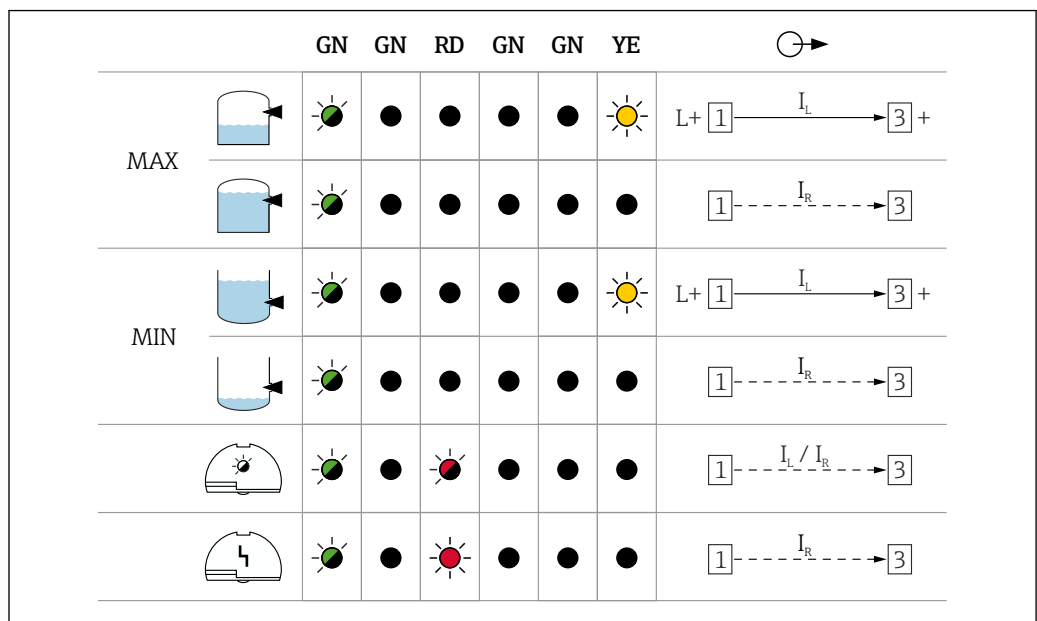 GN GN RD GN GN YE
L+ 1 I_L 3 +
MAX
1 I_R 3
L+ 1 I_L 3 +
MIN
1 I_R 3
1 I_L / I_R 3
1 I_R 3